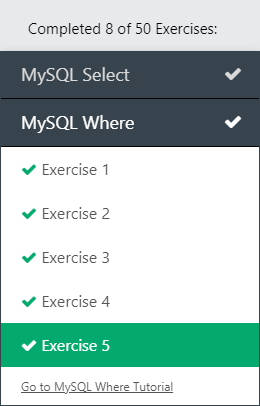 Completed 8 of 50 Exercises:
MySQL Select
MySQL Where
Exercise 1
Exercise 2
Exercise 3
Exercise 4
Exercise 5
Go to MySQL Where Tutorial